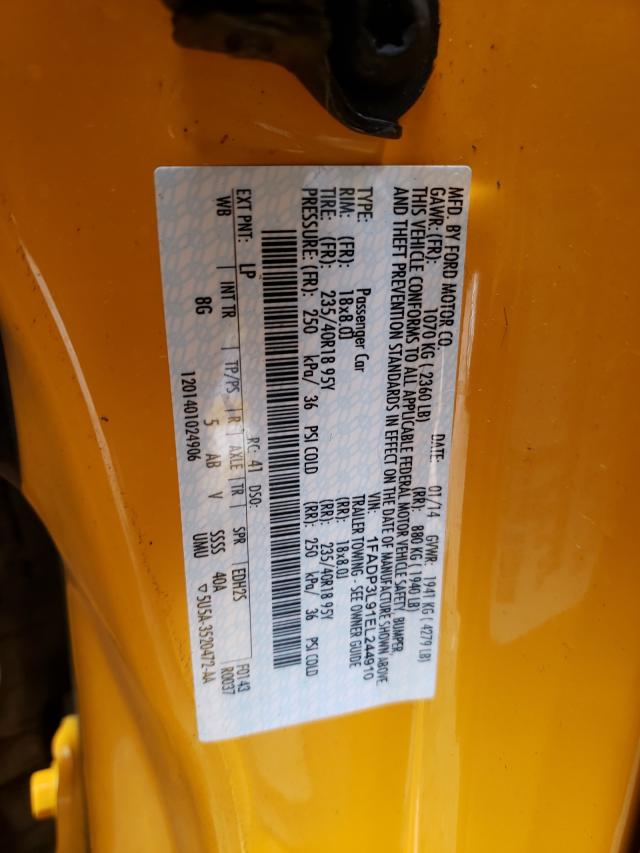 MFD. BY FORD MOTOR CO.
DATE: 01/14 GVWR: 1941 KG ( 4279 LB)
GAWR: (FR): 1070 KG ( 2360 LB) (RR): 880 KG ( 1940 LB)
THIS VEHICLE CONFORMS TO ALL APPLICABLE FEDERAL MOTOR VEHICLE SAFETY, BUMPER,
AND THEFT PREVENTION STANDARDS IN EFFECT ON THE DATE OF MANUFACTURE SHOWN ABOVE.
VIN: 1FADP3L91EL244910
TYPE: Passenger Car TRAILER TOWING - SEE OWNER GUIDE
RIM: (FR): 18x8.0J (RR): 18x8.0J
TIRE: (FR): 235/40R18 95Y (RR): 235/40R18 95Y
PRESSURE: (FR): 250 kPa/ 36 PSI COLD (RR): 250 kPa/ 36 PSI COLD
EXT PNT: LP RC: 41 DSO: F0143
R0037
WB INT TR TP/PS R AXLE TR SPR EDH2S
8G 5 AB V SSSS 40A
UMU
1201401024906 ▽ 5U5A-3520472-AA